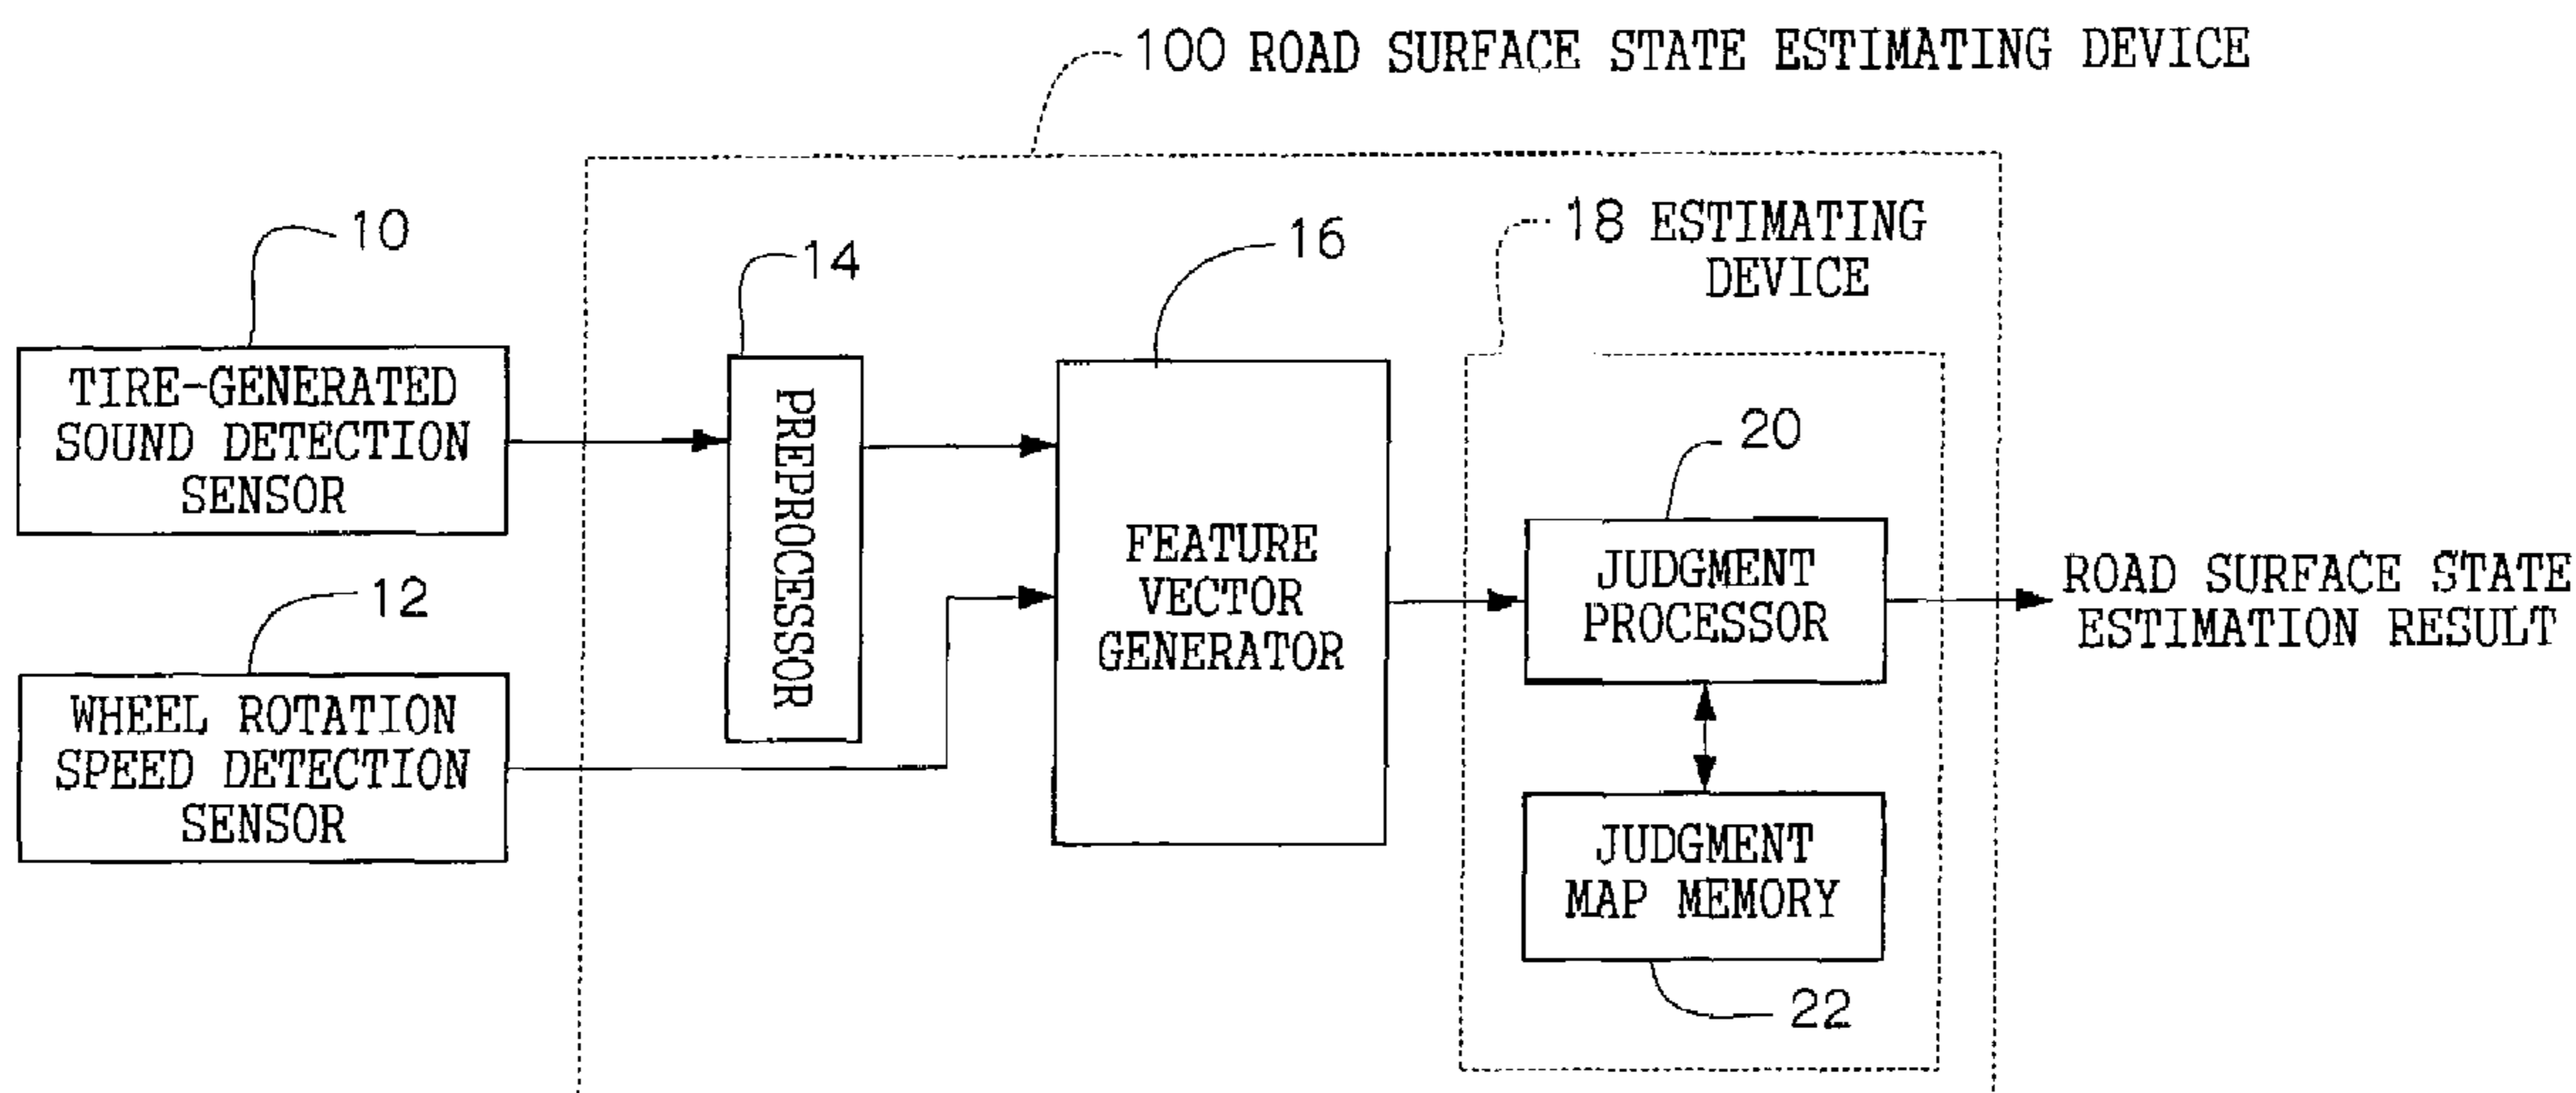 100 ROAD SURFACE STATE ESTIMATING DEVICE
10
TIRE-GENERATED
SOUND DETECTION
SENSOR
12
WHEEL ROTATION
SPEED DETECTION
SENSOR
14
PREPROCESSOR
16
FEATURE
VECTOR
GENERATOR
18 ESTIMATING
DEVICE
20
JUDGMENT
PROCESSOR
JUDGMENT
MAP MEMORY
22
ROAD SURFACE STATE
ESTIMATION RESULT